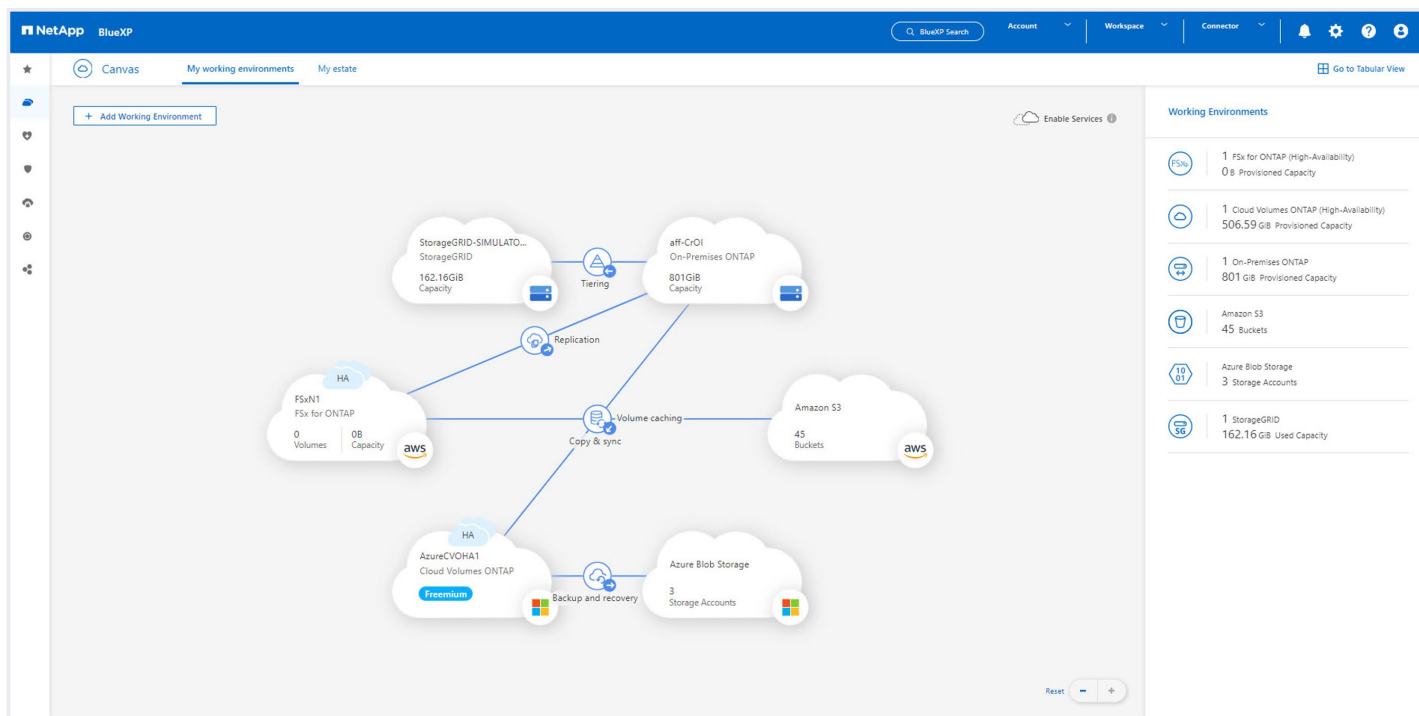 NetApp BlueXP
BlueXP Search
Account
Workspace
Connector
Canvas
My working environments
My estate
Go to Tabular View
+ Add Working Environment
Enable Services
StorageGRID-SIMULATO...
StorageGRID
162.16GiB
Capacity
Tiering
aff-CrOI
On-Premises ONTAP
801GiB
Capacity
Replication
HA
FSxN1
FSx for ONTAP
0 0B
Volumes Capacity
aws
Volume caching
Copy & sync
Amazon S3
45
Buckets
aws
HA
AzureCVOHA1
Cloud Volumes ONTAP
Freemium
Backup and recovery
Azure Blob Storage
3
Storage Accounts
Reset - +
Working Environments
1 FSx for ONTAP (High-Availability)
0 B Provisioned Capacity
1 Cloud Volumes ONTAP (High-Availability)
506.59 GiB Provisioned Capacity
1 On-Premises ONTAP
801 GiB Provisioned Capacity
Amazon S3
45 Buckets
10
01
Azure Blob Storage
3 Storage Accounts
SG
1 StorageGRID
162.16 GiB Used Capacity